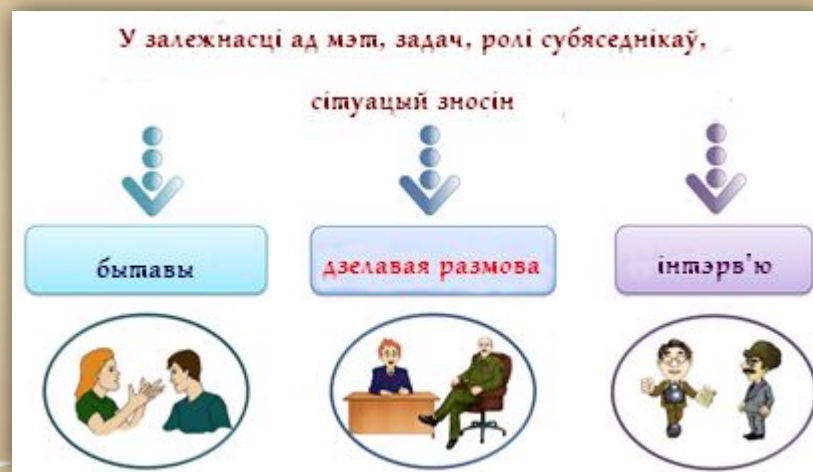 У залежнасці ад мэт, задач, ролі субяседнікаў,
сітуацый зносін
бытавы
дзелавая размова
інтэрв'ю